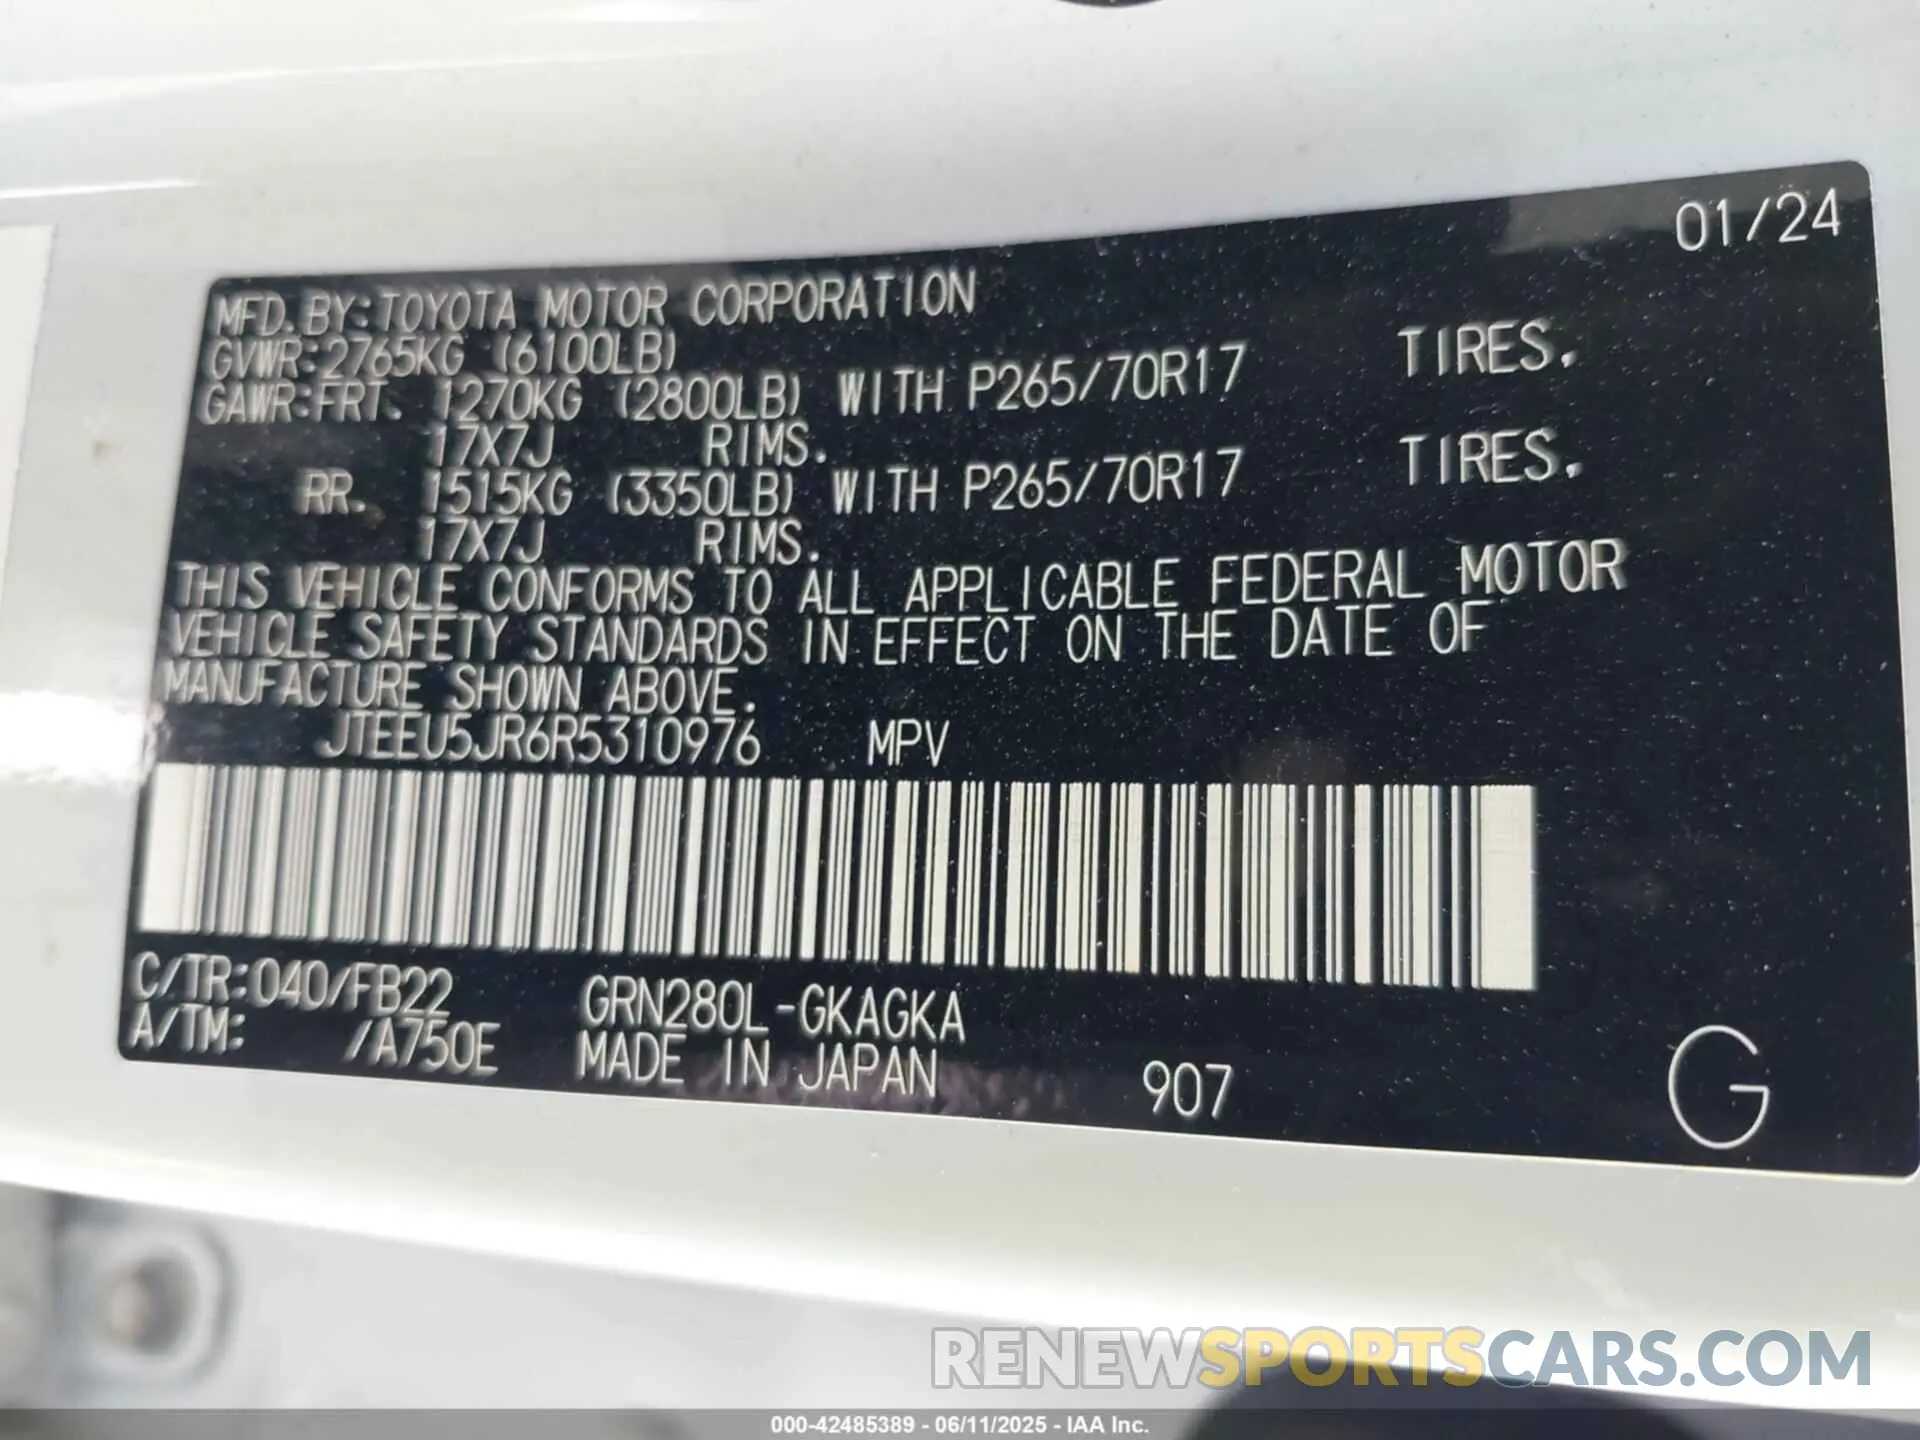 01/24
MFD. BY: TOYOTA MOTOR CORPORATION
GVWR: 2765KG (6100LB)
GAWR: FRT. 1270KG (2800LB) WITH P265/70R17 TIRES.
17X7J RIMS.
RR. 1515KG (3350LB) WITH P265/70R17 TIRES.
17X7J RIMS.
THIS VEHICLE CONFORMS TO ALL APPLICABLE FEDERAL MOTOR
VEHICLE SAFETY STANDARDS IN EFFECT ON THE DATE OF
MANUFACTURE SHOWN ABOVE.
JTEEU5JR6R5310976 MPV
C/TR: 040/FB22 GRN280L-GKAGKA
A/TM: /A750E MADE IN JAPAN 907 G
RENEWSPORTSCARS.COM
000-42485389 - 06/11/2025 - IAA Inc.